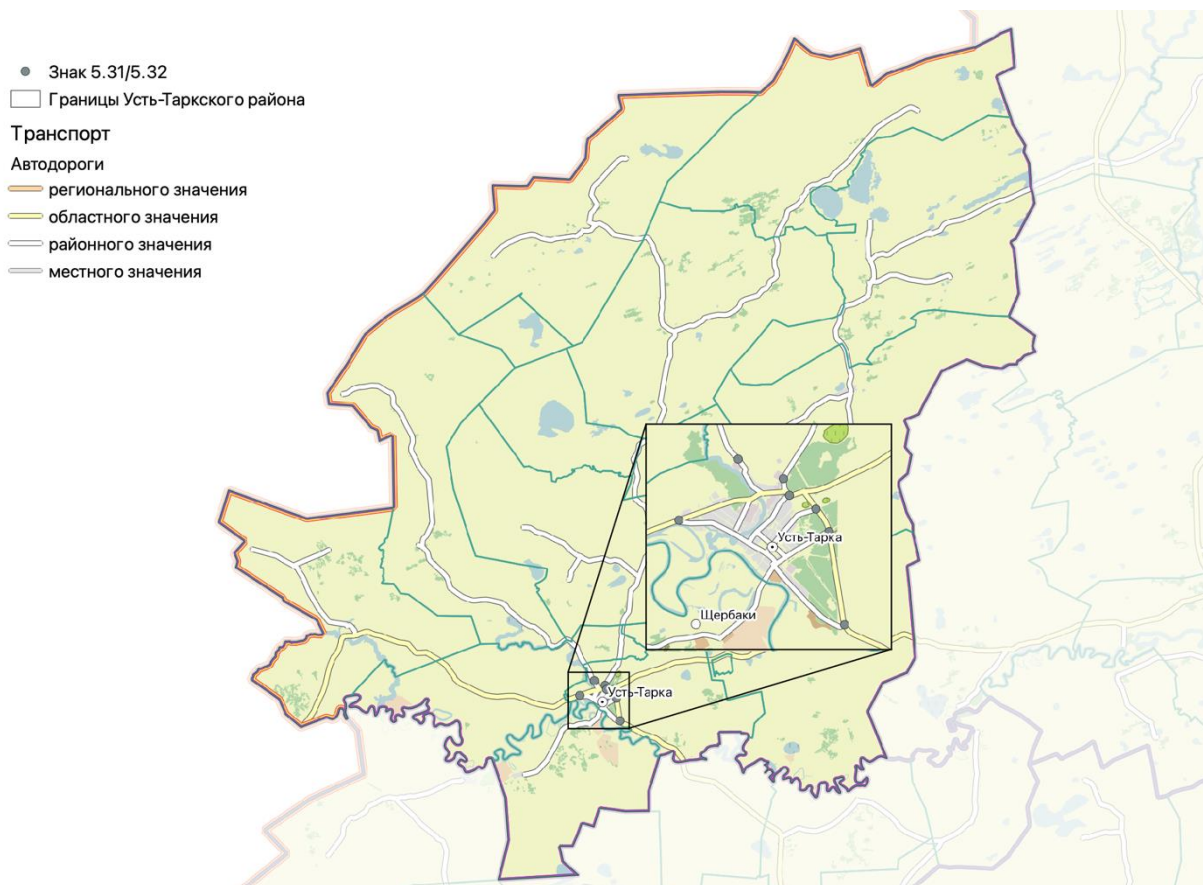 Знак 5.31/5.32
Границы Усть-Таркского района
Транспорт
Автодороги
регионального значения
областного значения
районного значения
местного значения
Усть-Тарка
Щербаки
Усть-Тарка